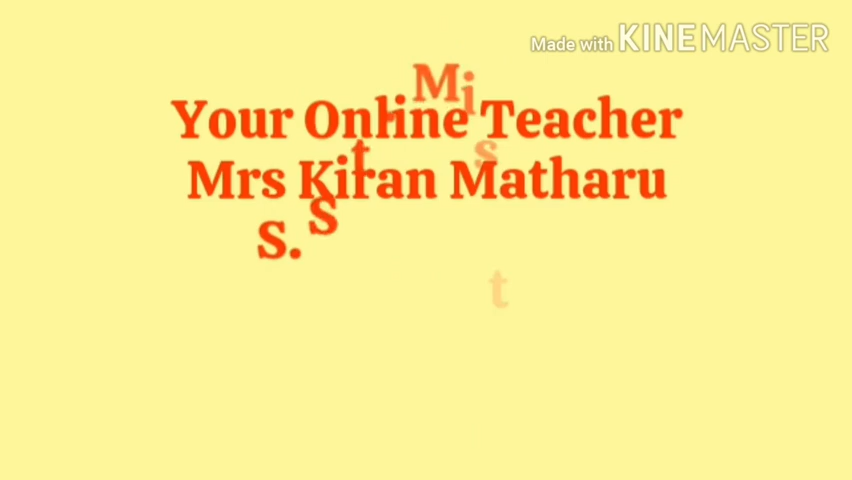 Made with KINEMASTER
Your Online Teacher
Mrs Kiran Matharu